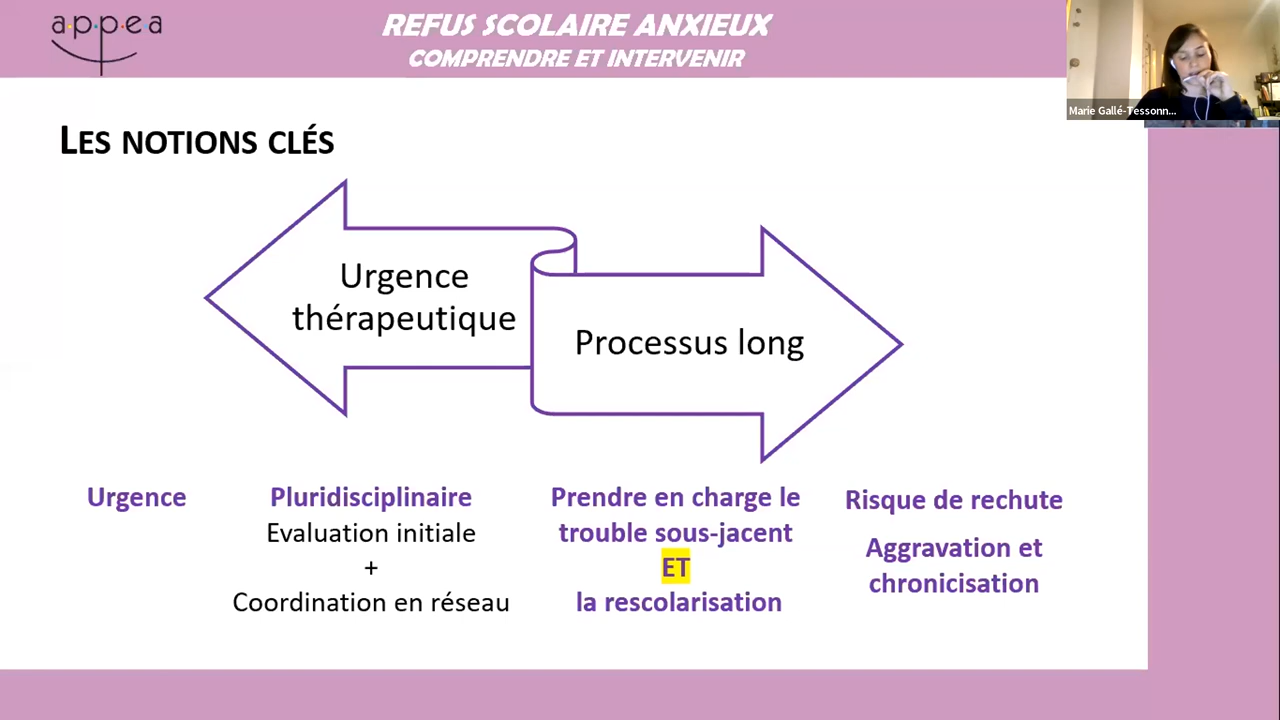 a.p.p.e.a
REFUS SCOLAIRE ANXIEUX
COMPRENDRE ET INTERVENIR
Marie Gallé-Tessonn...
LES NOTIONS CLÉS
Urgence
thérapeutique
Processus long
Urgence
Pluridisciplinaire
Evaluation initiale
+
Coordination en réseau
Prendre en charge le
trouble sous-jacent
ET
la rescolarisation
Risque de rechute
Aggravation et
chronicisation